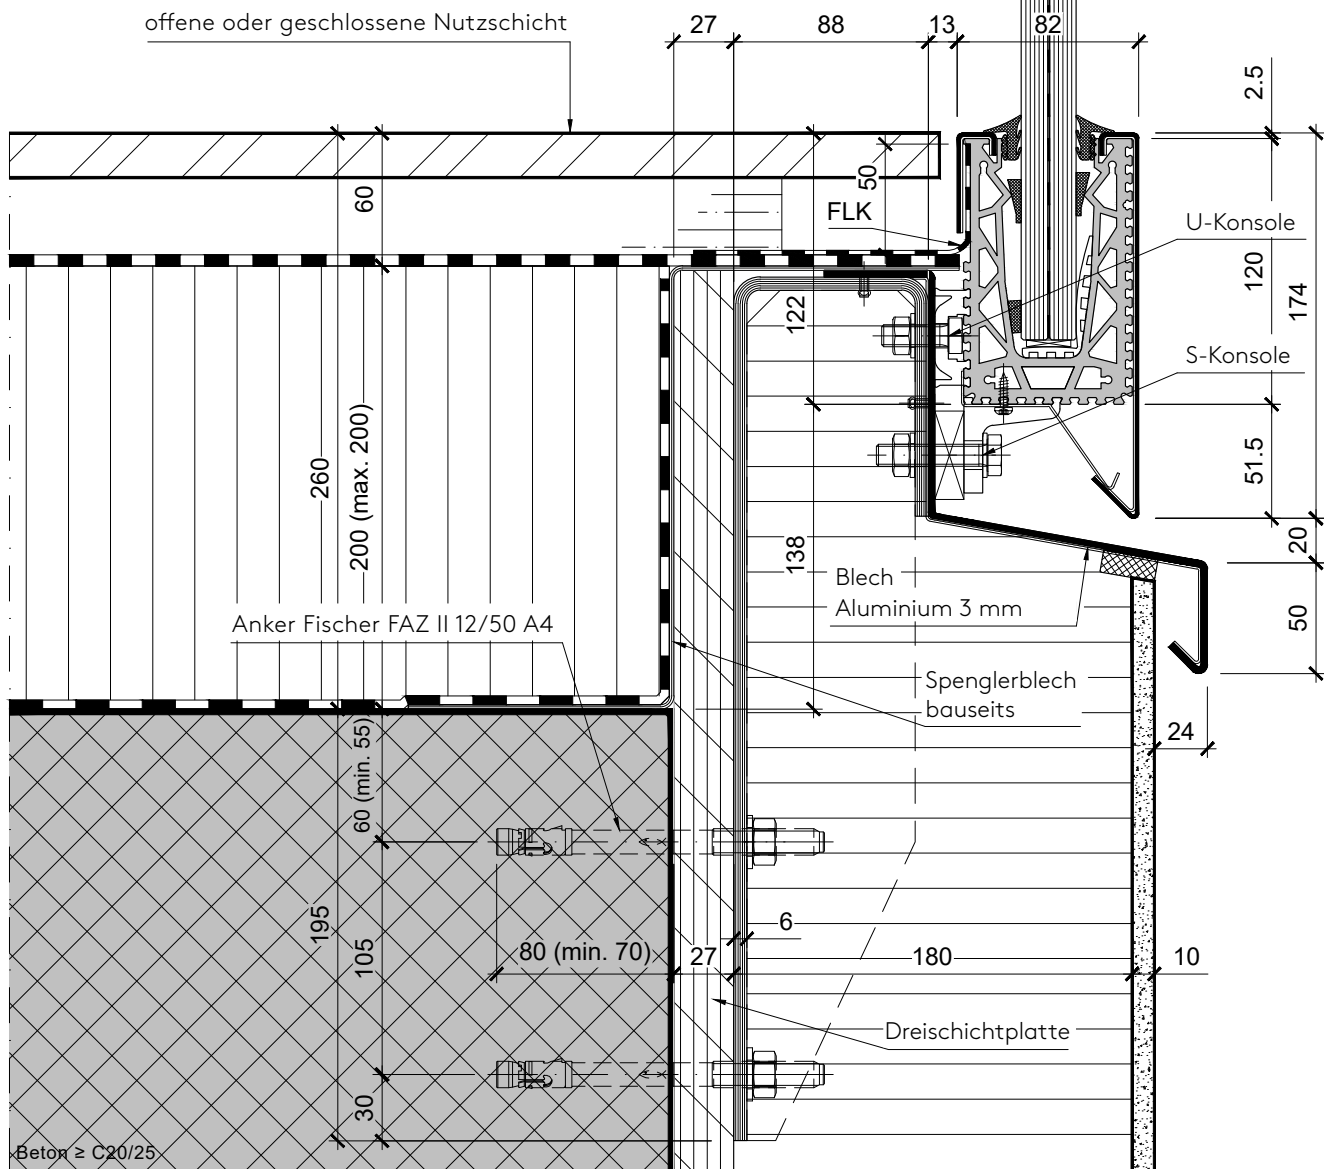 offene oder geschlossene Nutzschicht
27
88
13
82
2.5
60
50
FLK
U-Konsole
120
174
122
S-Konsole
260
200 (max. 200)
51.5
138
20
Blech
Aluminium 3 mm
50
Anker Fischer FAZ II 12/50 A4
Spenglerblech
bauseits
24
60 (min. 55)
195
105
6
80 (min. 70)
27
180
10
Dreischichtplatte
30
Beton ≥ C20/25